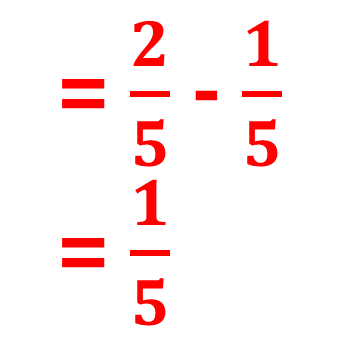 = 2/5 - 1/5
= 1/5